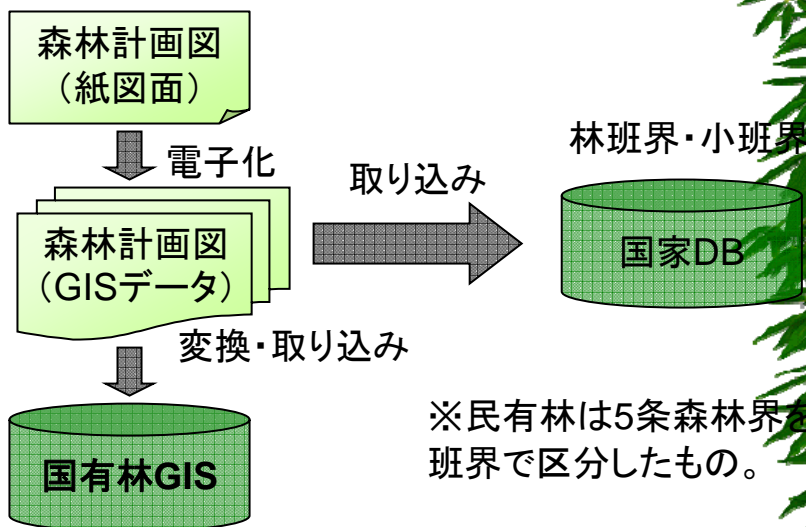 森林計画図
(紙図面)
電子化
森林計画図
(GISデータ)
取り込み
林班界・小班界
国家DB
変換・取り込み
国有林GIS
※民有林は5条森林界を
班界で区分したもの。